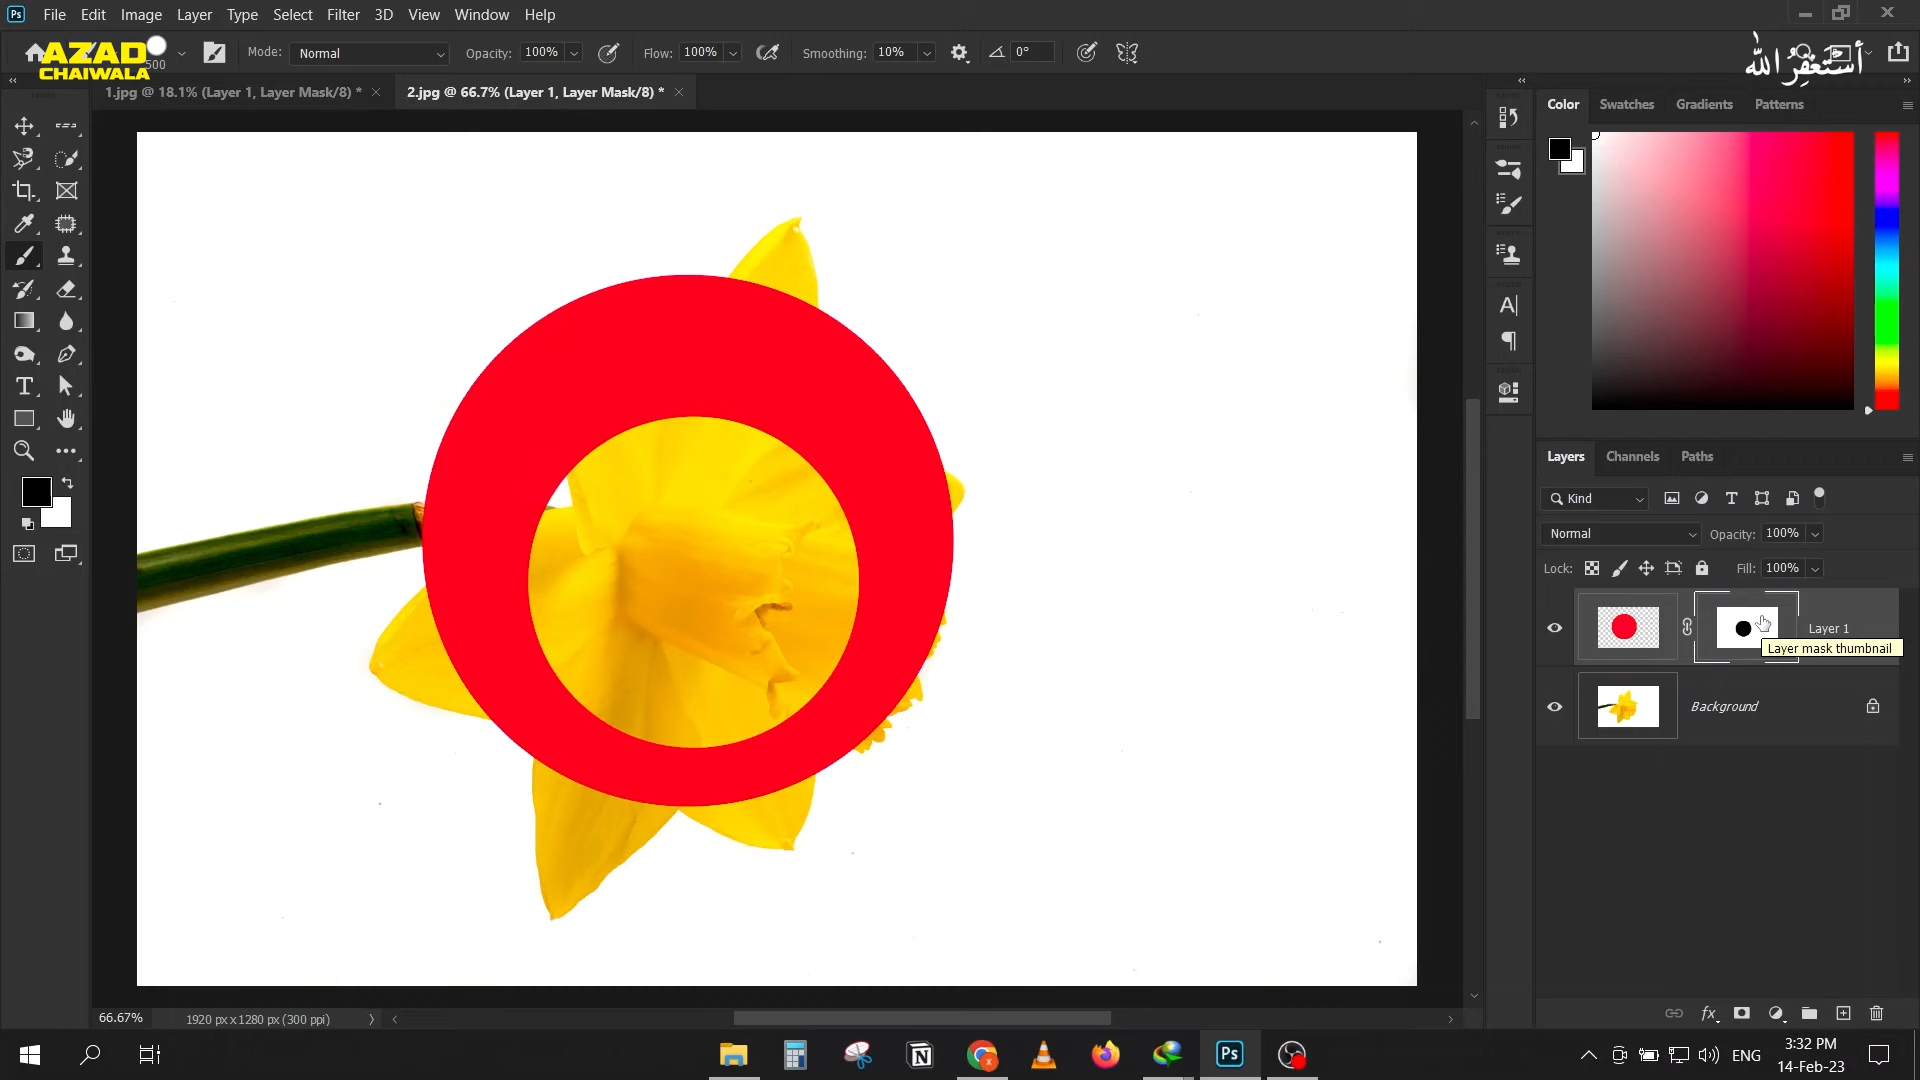 Ps File Edit Image Layer Type Select Filter 3D View Window Help
AZAD
CHAIWALA
500
Mode: Normal Opacity: 100% Flow: 100% Smoothing: 10% 0°
أستغفر الله
1.jpg @ 18.1% (Layer 1, Layer Mask/8) * × 2.jpg @ 66.7% (Layer 1, Layer Mask/8) * ×
Color Swatches Gradients Patterns
Layers Channels Paths
Kind
Normal Opacity: 100%
Lock: Fill: 100%
Layer 1
Layer mask thumbnail
Background
66.67% 1920 px x 1280 px (300 ppi)
fx
Ps
ENG
3:32 PM
14-Feb-23